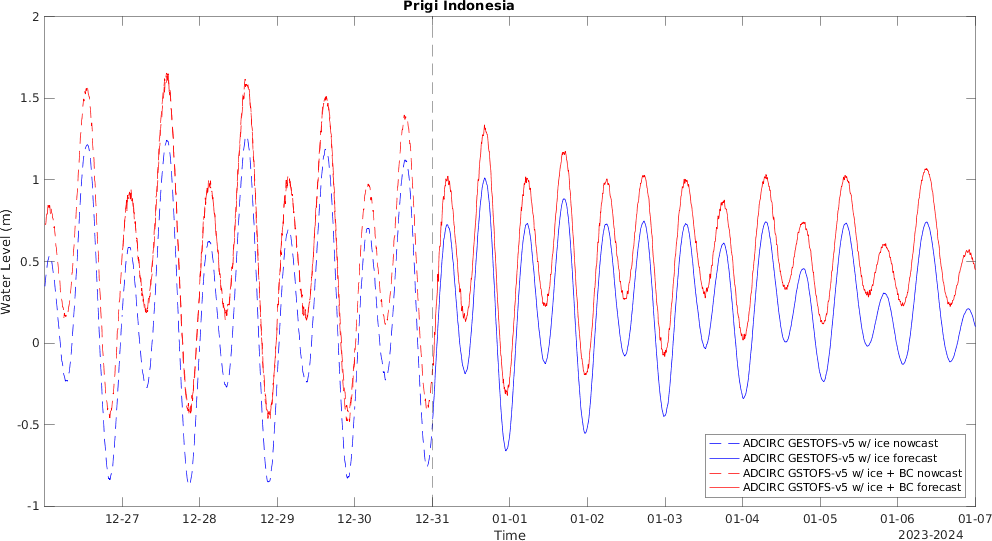 Prigi Indonesia
Water Level (m)
2
1.5
1
0.5
0
-0.5
-1
12-27 12-28 12-29 12-30 12-31 01-01 01-02 01-03 01-04 01-05 01-06 01-07
Time
2023-2024
ADCIRC GESTOFS-v5 w/ ice nowcast
ADCIRC GESTOFS-v5 w/ ice forecast
ADCIRC GSTOFS-v5 w/ ice + BC nowcast
ADCIRC GSTOFS-v5 w/ ice + BC forecast